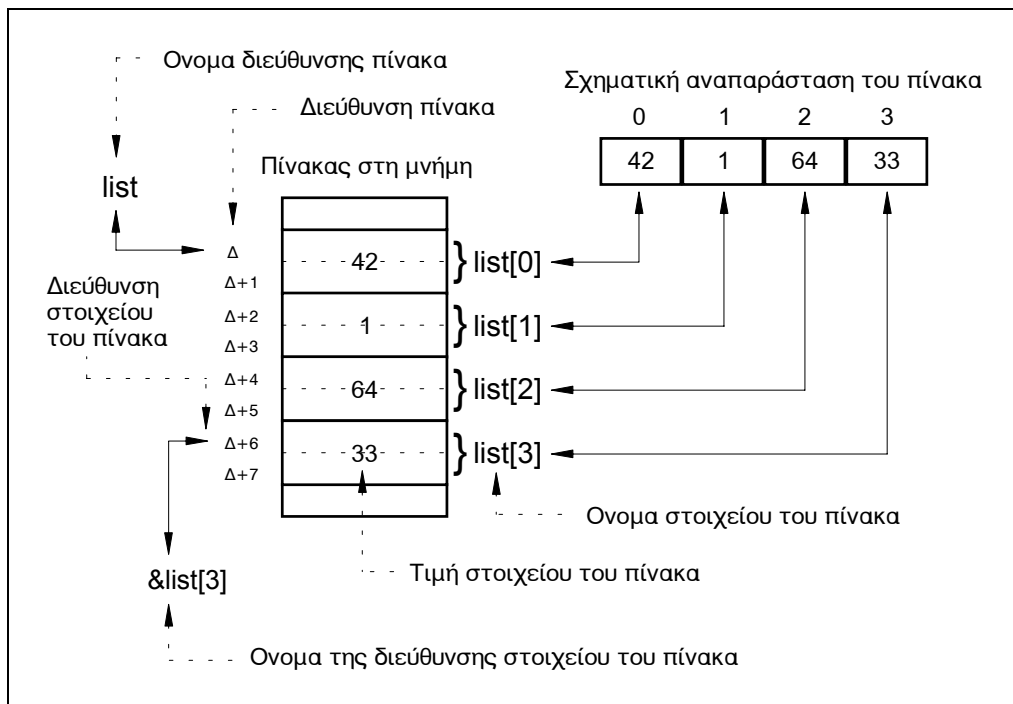 Ονομα διεύθυνσης πίνακα
Σχηματική αναπαράσταση του πίνακα
Διεύθυνση πίνακα
0 1 2 3
42 1 64 33
Πίνακας στη μνήμη
list
Δ
42
list[0]
Δ+1
Διεύθυνση
στοιχείου
του πίνακα
Δ+2
1
list[1]
Δ+3
Δ+4
64
list[2]
Δ+5
Δ+6
33
list[3]
Δ+7
Ονομα στοιχείου του πίνακα
&list[3]
Τιμή στοιχείου του πίνακα
Ονομα της διεύθυνσης στοιχείου του πίνακα